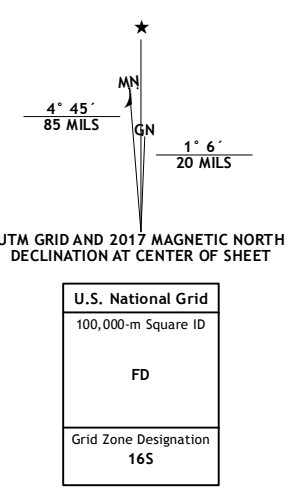 MN
4° 45´
85 MILS
GN
1° 6´
20 MILS
UTM GRID AND 2017 MAGNETIC NORTH
DECLINATION AT CENTER OF SHEET
U.S. National Grid
100,000-m Square ID
FD
Grid Zone Designation
16S